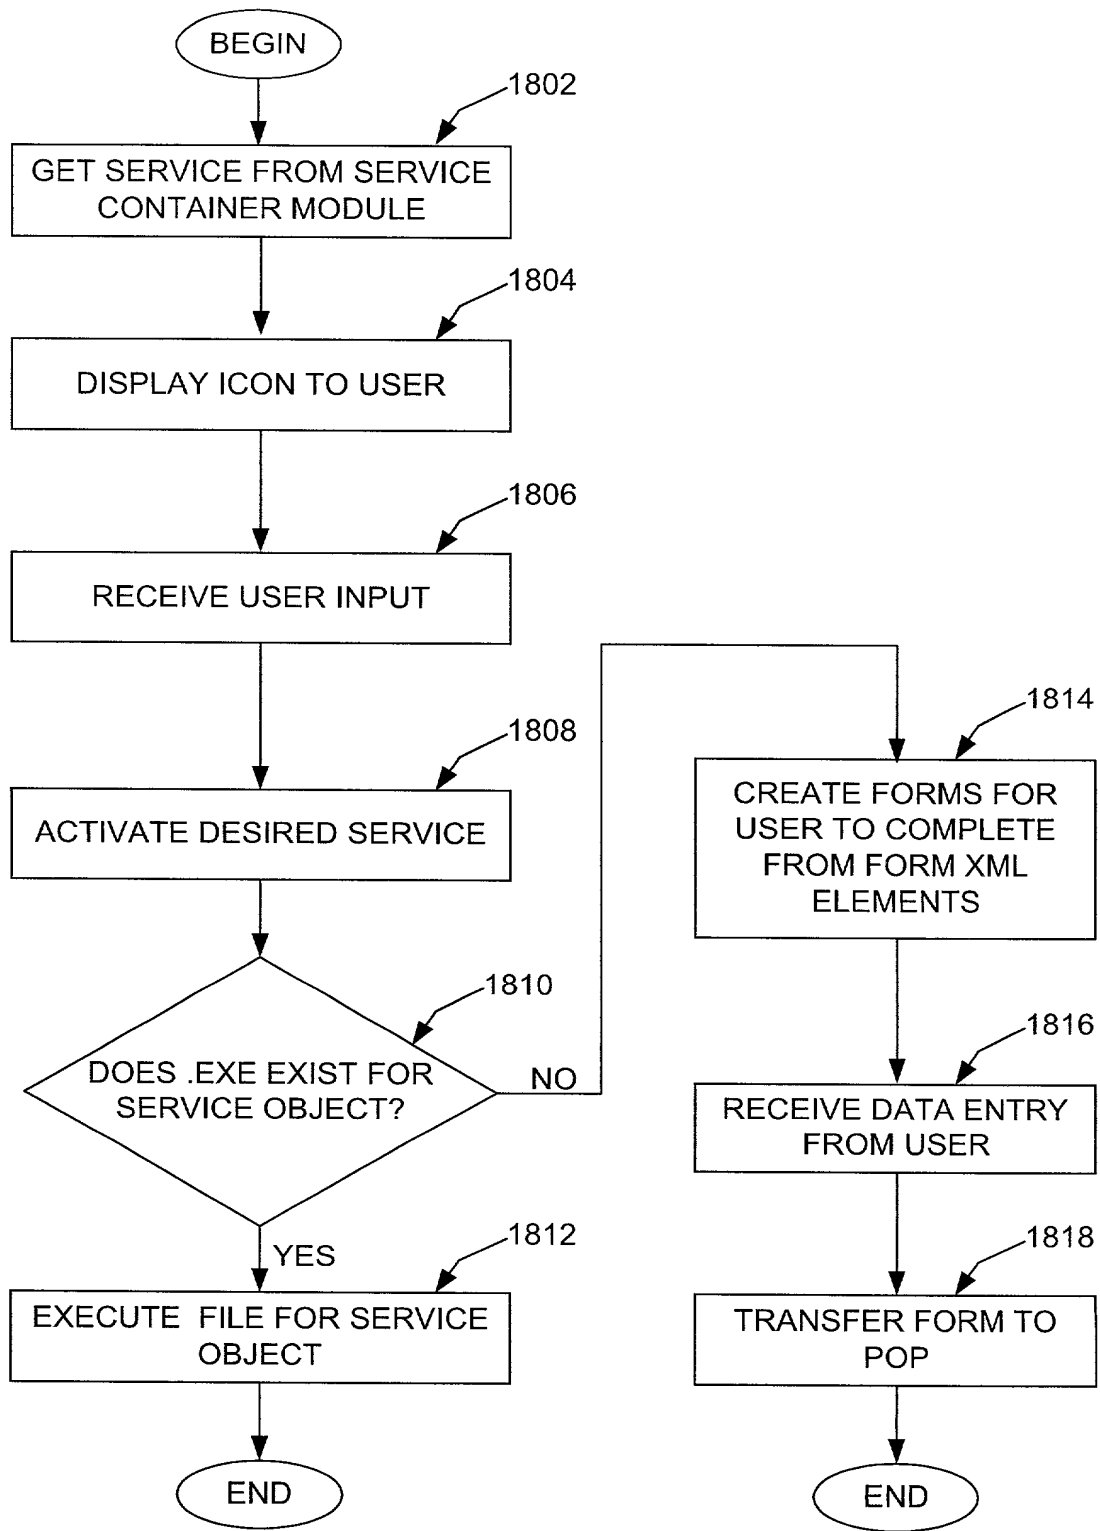 BEGIN
1802
GET SERVICE FROM SERVICE
CONTAINER MODULE
1804
DISPLAY ICON TO USER
1806
RECEIVE USER INPUT
1808
ACTIVATE DESIRED SERVICE
1810
DOES .EXE EXIST FOR
SERVICE OBJECT?
NO
YES
1812
EXECUTE FILE FOR SERVICE
OBJECT
END
1814
CREATE FORMS FOR
USER TO COMPLETE
FROM FORM XML
ELEMENTS
1816
RECEIVE DATA ENTRY
FROM USER
1818
TRANSFER FORM TO
POP
END